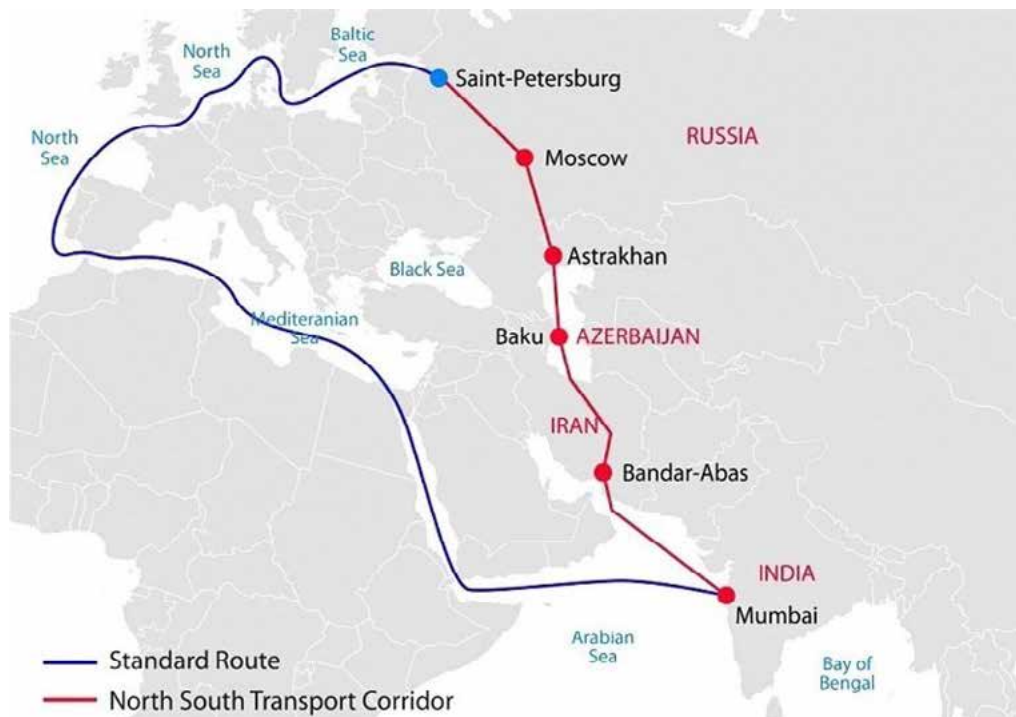 Baltic
Sea
North
Sea
Saint-Petersburg
North
Sea
RUSSIA
Moscow
Astrakhan
Black Sea
Mediteranian
Sea
Baku
AZERBAIJAN
IRAN
Bandar-Abas
INDIA
Mumbai
Arabian
Sea
Bay of
Bengal
Standard Route
North South Transport Corridor